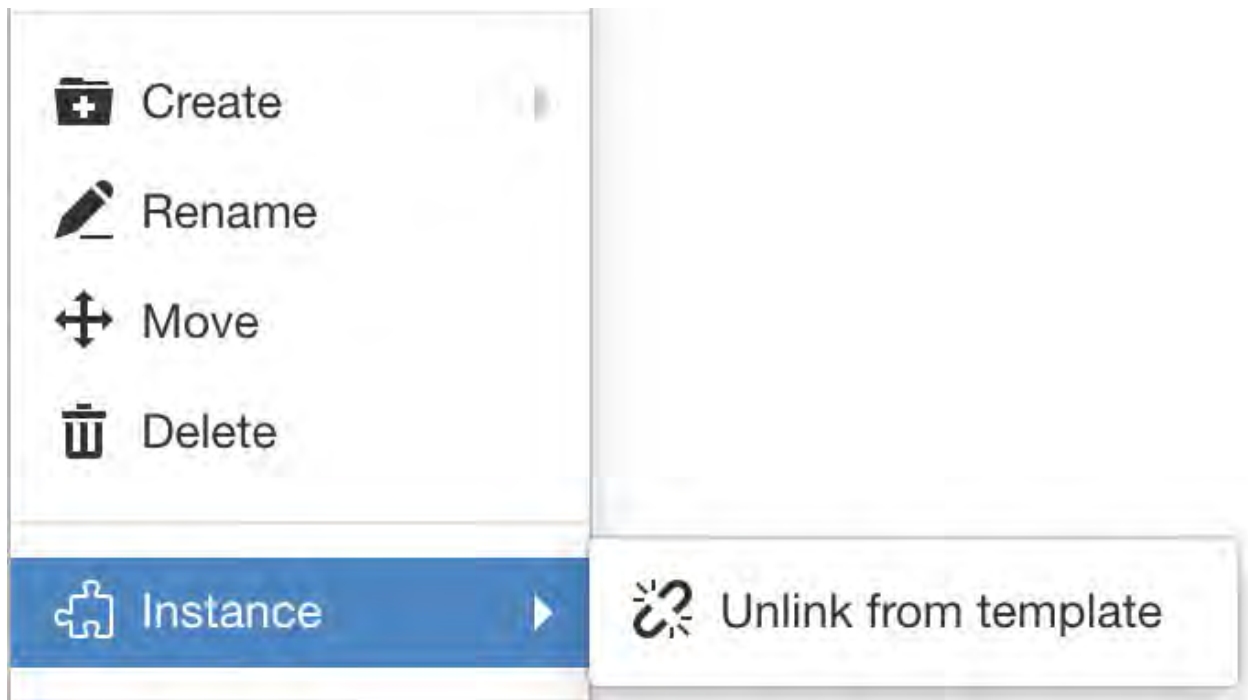 Create
Rename
Move
Delete
Instance
Unlink from template